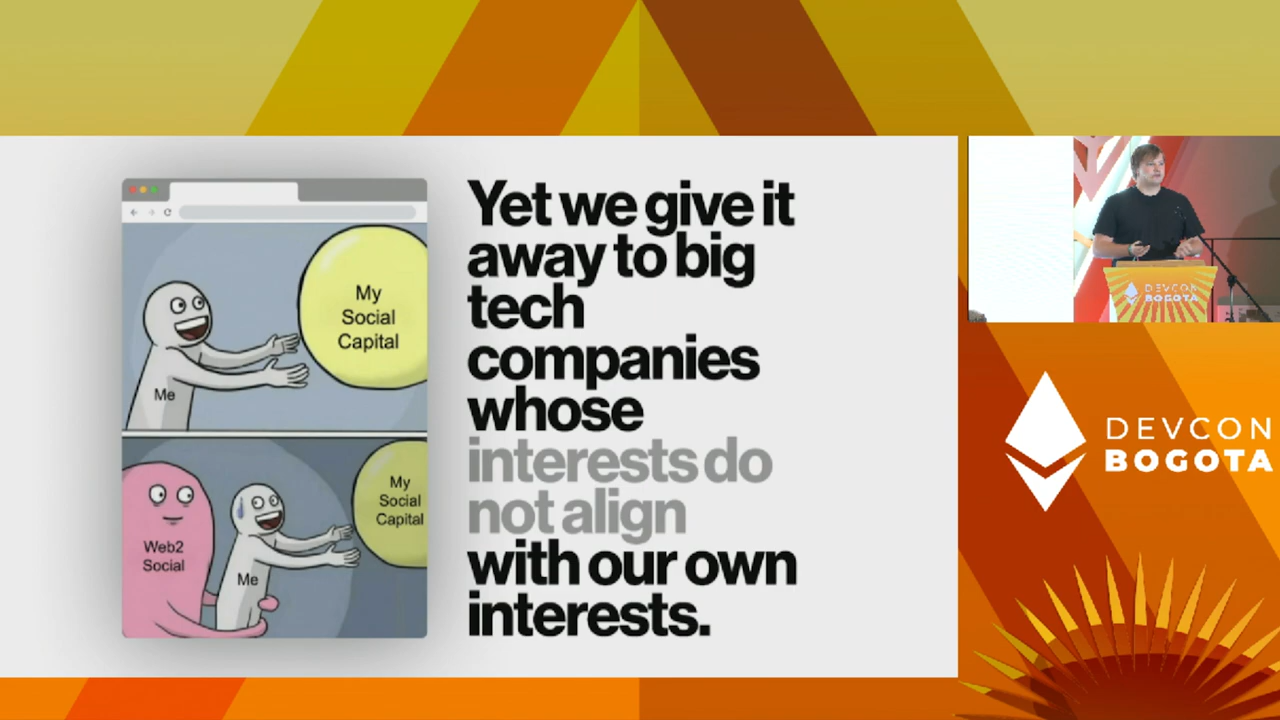 My
Social
Capital
Me
My
Social
Capital
Web2
Social
Me
Yet we give it
away to big
tech
companies
whose
interests do
not align
with our own
interests.
DEVCON
BOGOTA
DEVCON
BOGOTA